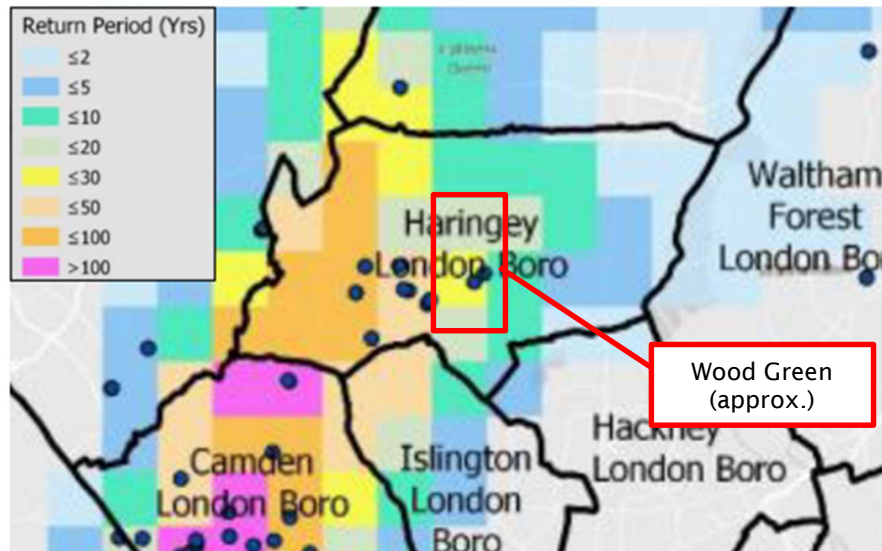 Return Period (Yrs)
≤2
≤5
≤10
≤20
≤30
≤50
≤100
>100
Waltham
Forest
London Bo
Haringey
London Boro
Wood Green
(approx.)
Hackney
London Boro
Camden
London Boro
Islington
London
Boro